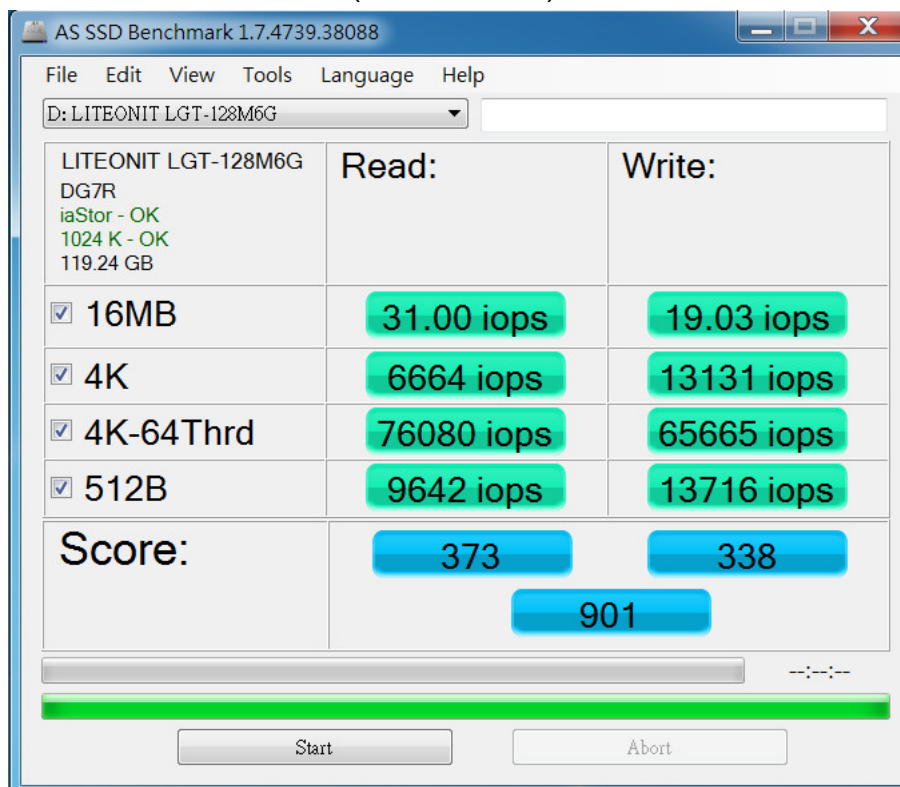 AS SSD Benchmark 1.7.4739.38088
File Edit View Tools Language Help
D: LITEONIT LGT-128M6G
LITEONIT LGT-128M6G
DG7R
iaStor - OK
1024 K - OK
119.24 GB
Read: Write:
16MB 31.00 iops 19.03 iops
4K 6664 iops 13131 iops
4K-64Thrd 76080 iops 65665 iops
512B 9642 iops 13716 iops
Score: 373 338
901
--:--:--
Start Abort